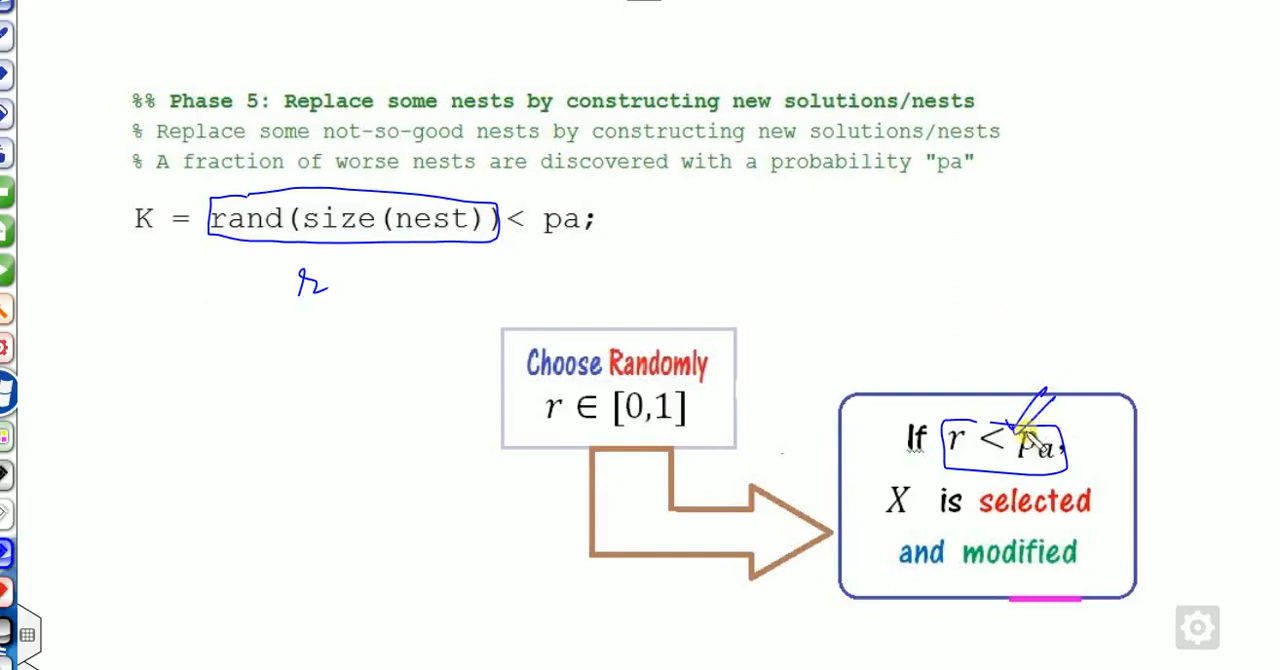 %% Phase 5: Replace some nests by constructing new solutions/nests
% Replace some not-so-good nests by constructing new solutions/nests
% A fraction of worse nests are discovered with a probability "pa"
K = rand(size(nest))< pa;
r
Choose Randomly
r ∈ [0,1]
If r < pₐ,
X is selected
and modified